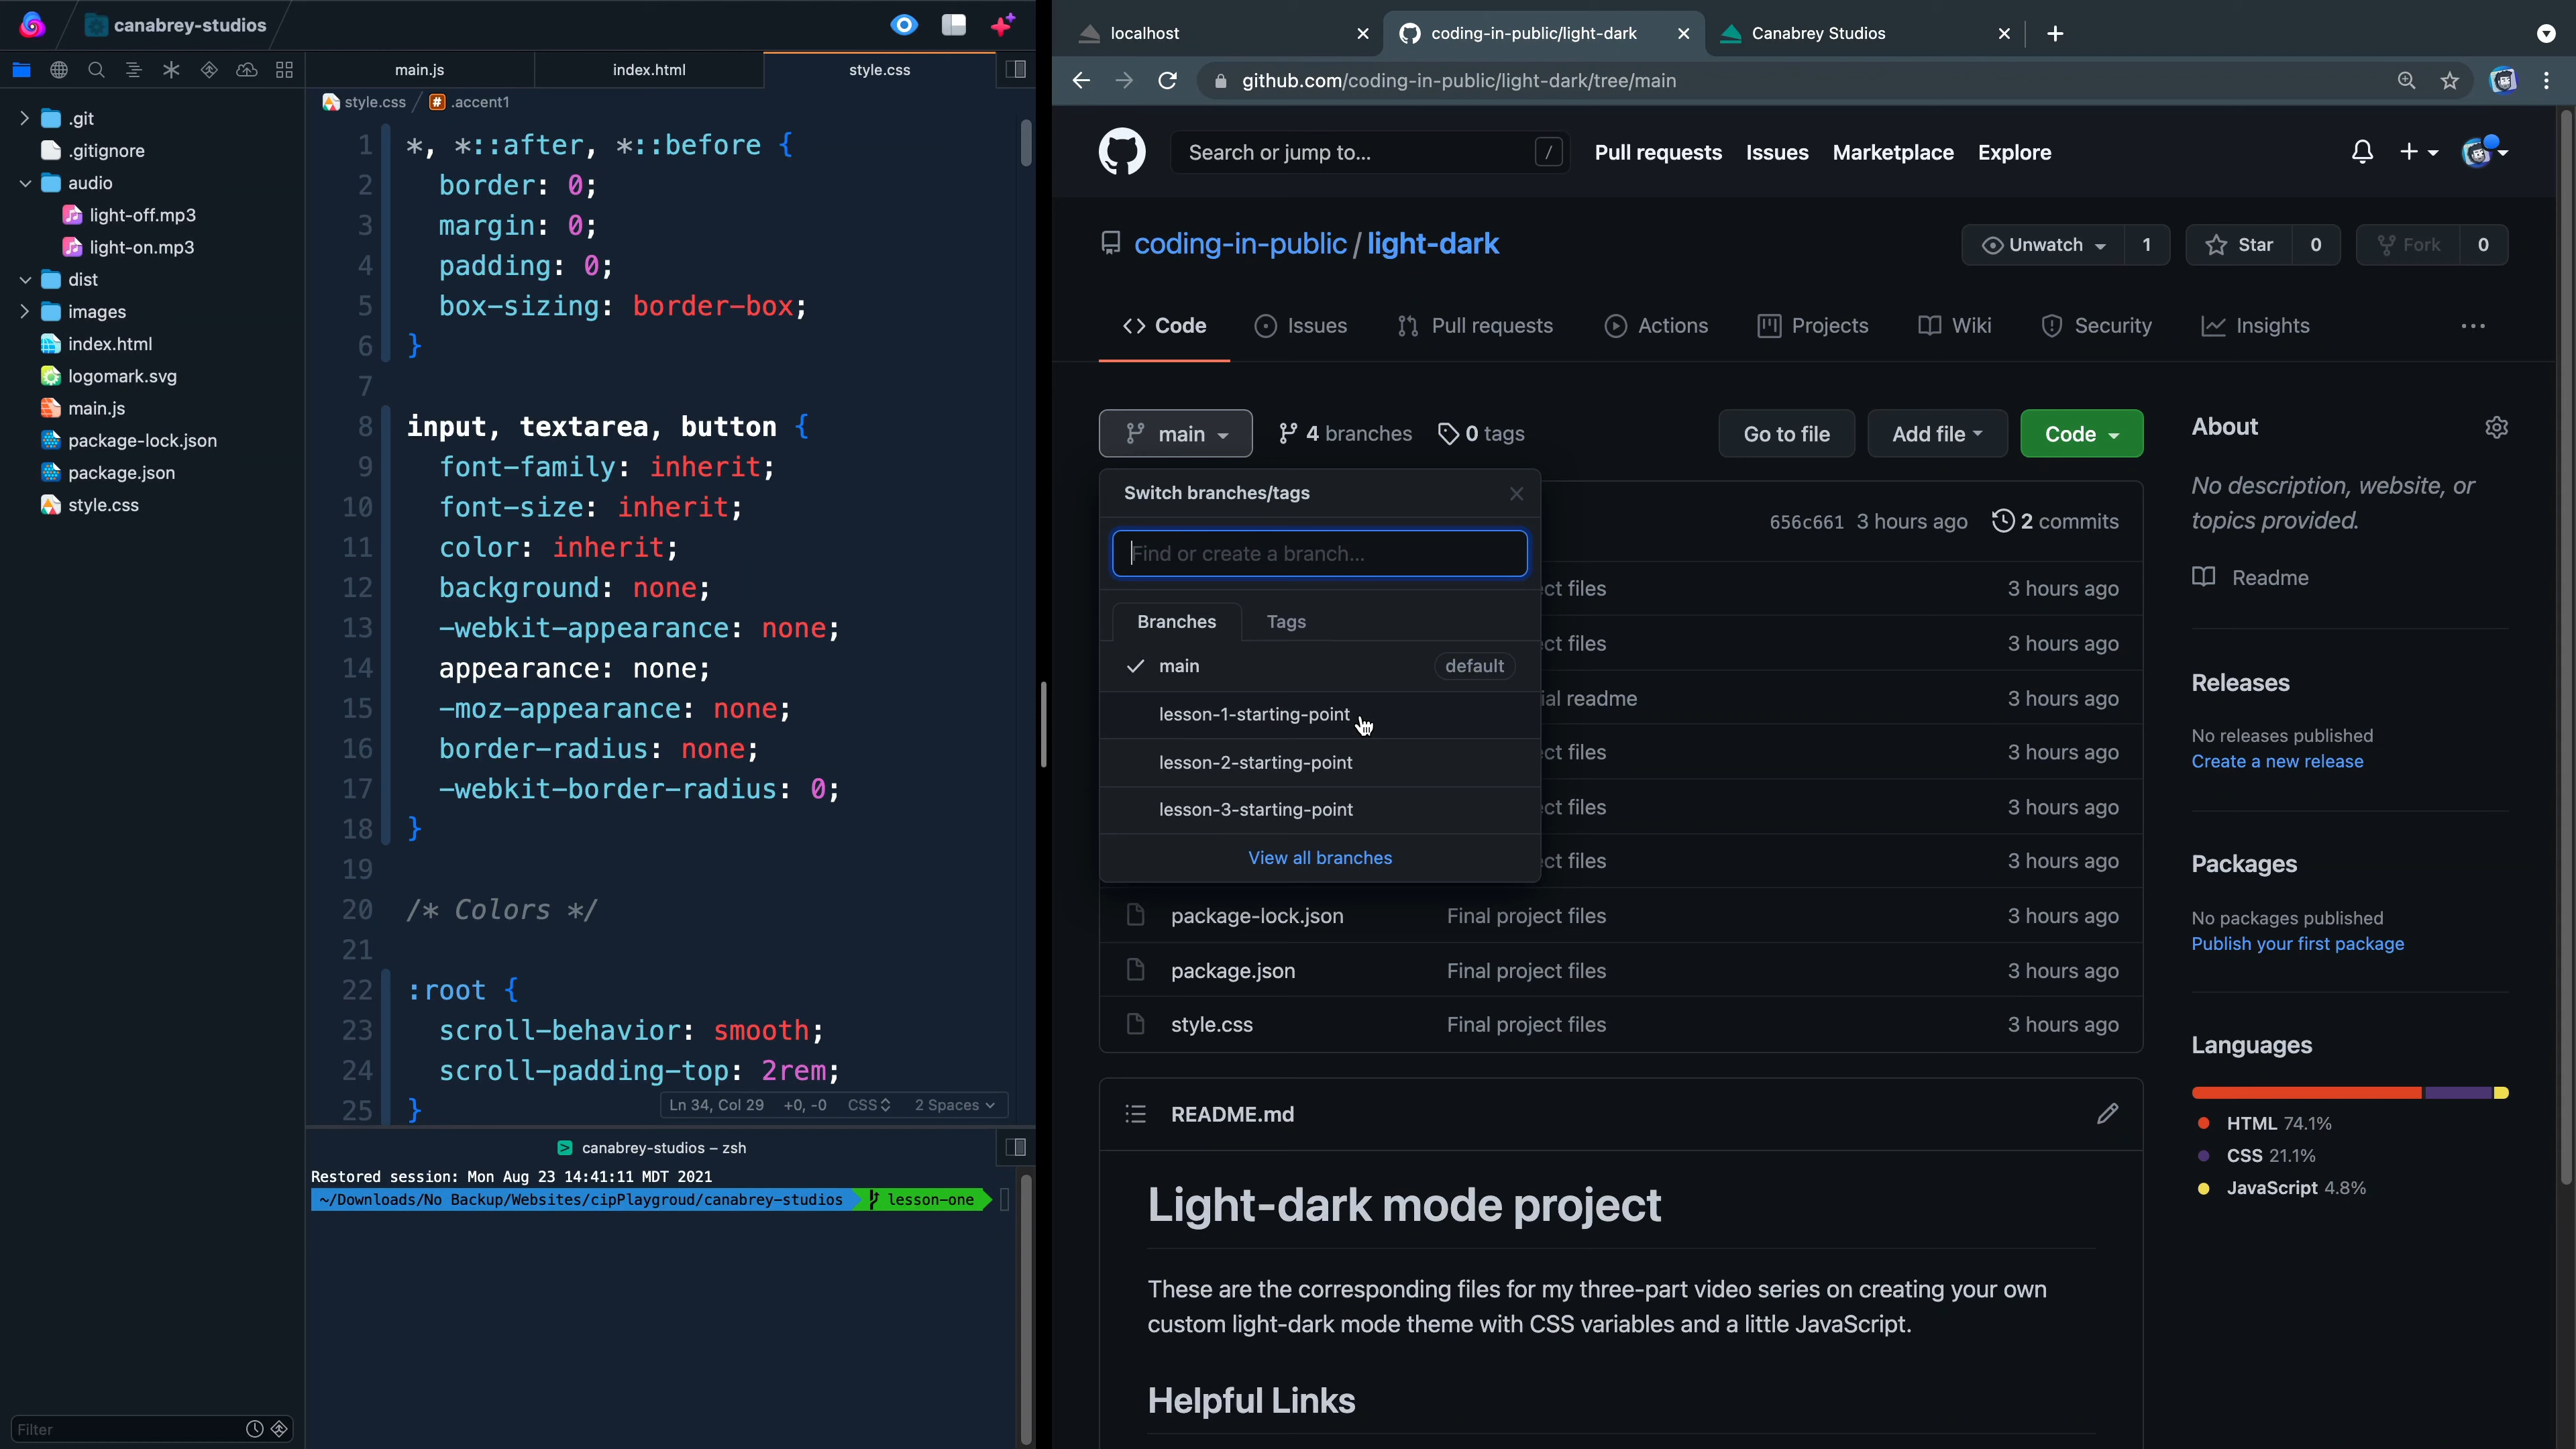 canabrey-studios
main.js
index.html
style.css
style.css
.accent1
.git
.gitignore
audio
light-off.mp3
light-on.mp3
dist
images
index.html
logomark.svg
main.js
package-lock.json
package.json
style.css
Filter
1 *, *::after, *::before {
2 border: 0;
3 margin: 0;
4 padding: 0;
5 box-sizing: border-box;
6 }
7
8 input, textarea, button {
9 font-family: inherit;
10 font-size: inherit;
11 color: inherit;
12 background: none;
13 -webkit-appearance: none;
14 appearance: none;
15 -moz-appearance: none;
16 border-radius: none;
17 -webkit-border-radius: 0;
18 }
19
20 /* Colors */
21
22 :root {
23 scroll-behavior: smooth;
24 scroll-padding-top: 2rem;
25 }
Ln 34, Col 29 +0, -0 CSS 2 Spaces
canabrey-studios – zsh
Restored session: Mon Aug 23 14:41:11 MDT 2021
~/Downloads/No Backup/Websites/cipPlaygroud/canabrey-studios lesson-one
localhost
coding-in-public/light-dark
Canabrey Studios
github.com/coding-in-public/light-dark/tree/main
Search or jump to... /
Pull requests Issues Marketplace Explore
coding-in-public / light-dark
Unwatch 1 Star 0 Fork 0
Code Issues Pull requests Actions Projects Wiki Security Insights
main 4 branches 0 tags Go to file Add file Code
Switch branches/tags
Find or create a branch...
Branches Tags
main default
lesson-1-starting-point
lesson-2-starting-point
lesson-3-starting-point
View all branches
656c661 3 hours ago 2 commits
ct files 3 hours ago
ct files 3 hours ago
ial readme 3 hours ago
ct files 3 hours ago
ct files 3 hours ago
ct files 3 hours ago
package-lock.json Final project files 3 hours ago
package.json Final project files 3 hours ago
style.css Final project files 3 hours ago
README.md
Light-dark mode project
These are the corresponding files for my three-part video series on creating your own
custom light-dark mode theme with CSS variables and a little JavaScript.
Helpful Links
About
No description, website, or
topics provided.
Readme
Releases
No releases published
Create a new release
Packages
No packages published
Publish your first package
Languages
HTML 74.1%
CSS 21.1%
JavaScript 4.8%